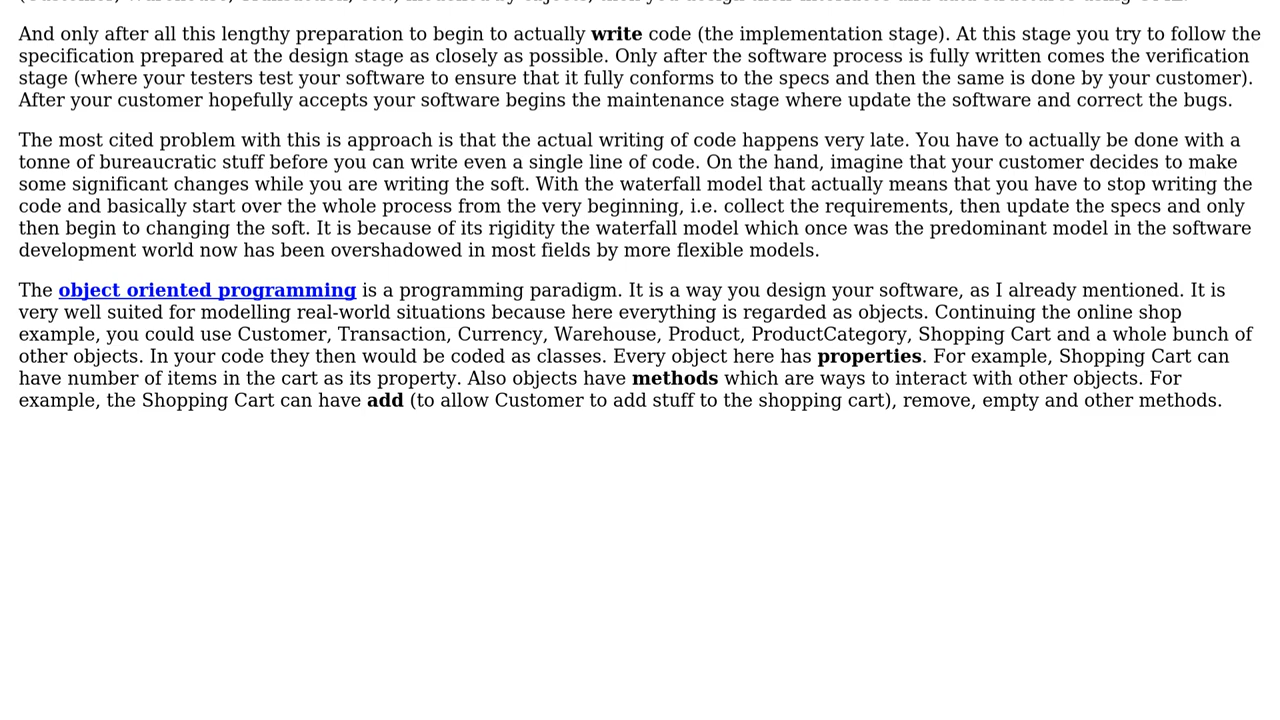 And only after all this lengthy preparation to begin to actually write code (the implementation stage). At this stage you try to follow the
specification prepared at the design stage as closely as possible. Only after the software process is fully written comes the verification
stage (where your testers test your software to ensure that it fully conforms to the specs and then the same is done by your customer).
After your customer hopefully accepts your software begins the maintenance stage where update the software and correct the bugs.
The most cited problem with this is approach is that the actual writing of code happens very late. You have to actually be done with a
tonne of bureaucratic stuff before you can write even a single line of code. On the hand, imagine that your customer decides to make
some significant changes while you are writing the soft. With the waterfall model that actually means that you have to stop writing the
code and basically start over the whole process from the very beginning, i.e. collect the requirements, then update the specs and only
then begin to changing the soft. It is because of its rigidity the waterfall model which once was the predominant model in the software
development world now has been overshadowed in most fields by more flexible models.
The object oriented programming is a programming paradigm. It is a way you design your software, as I already mentioned. It is
very well suited for modelling real-world situations because here everything is regarded as objects. Continuing the online shop
example, you could use Customer, Transaction, Currency, Warehouse, Product, ProductCategory, Shopping Cart and a whole bunch of
other objects. In your code they then would be coded as classes. Every object here has properties. For example, Shopping Cart can
have number of items in the cart as its property. Also objects have methods which are ways to interact with other objects. For
example, the Shopping Cart can have add (to allow Customer to add stuff to the shopping cart), remove, empty and other methods.